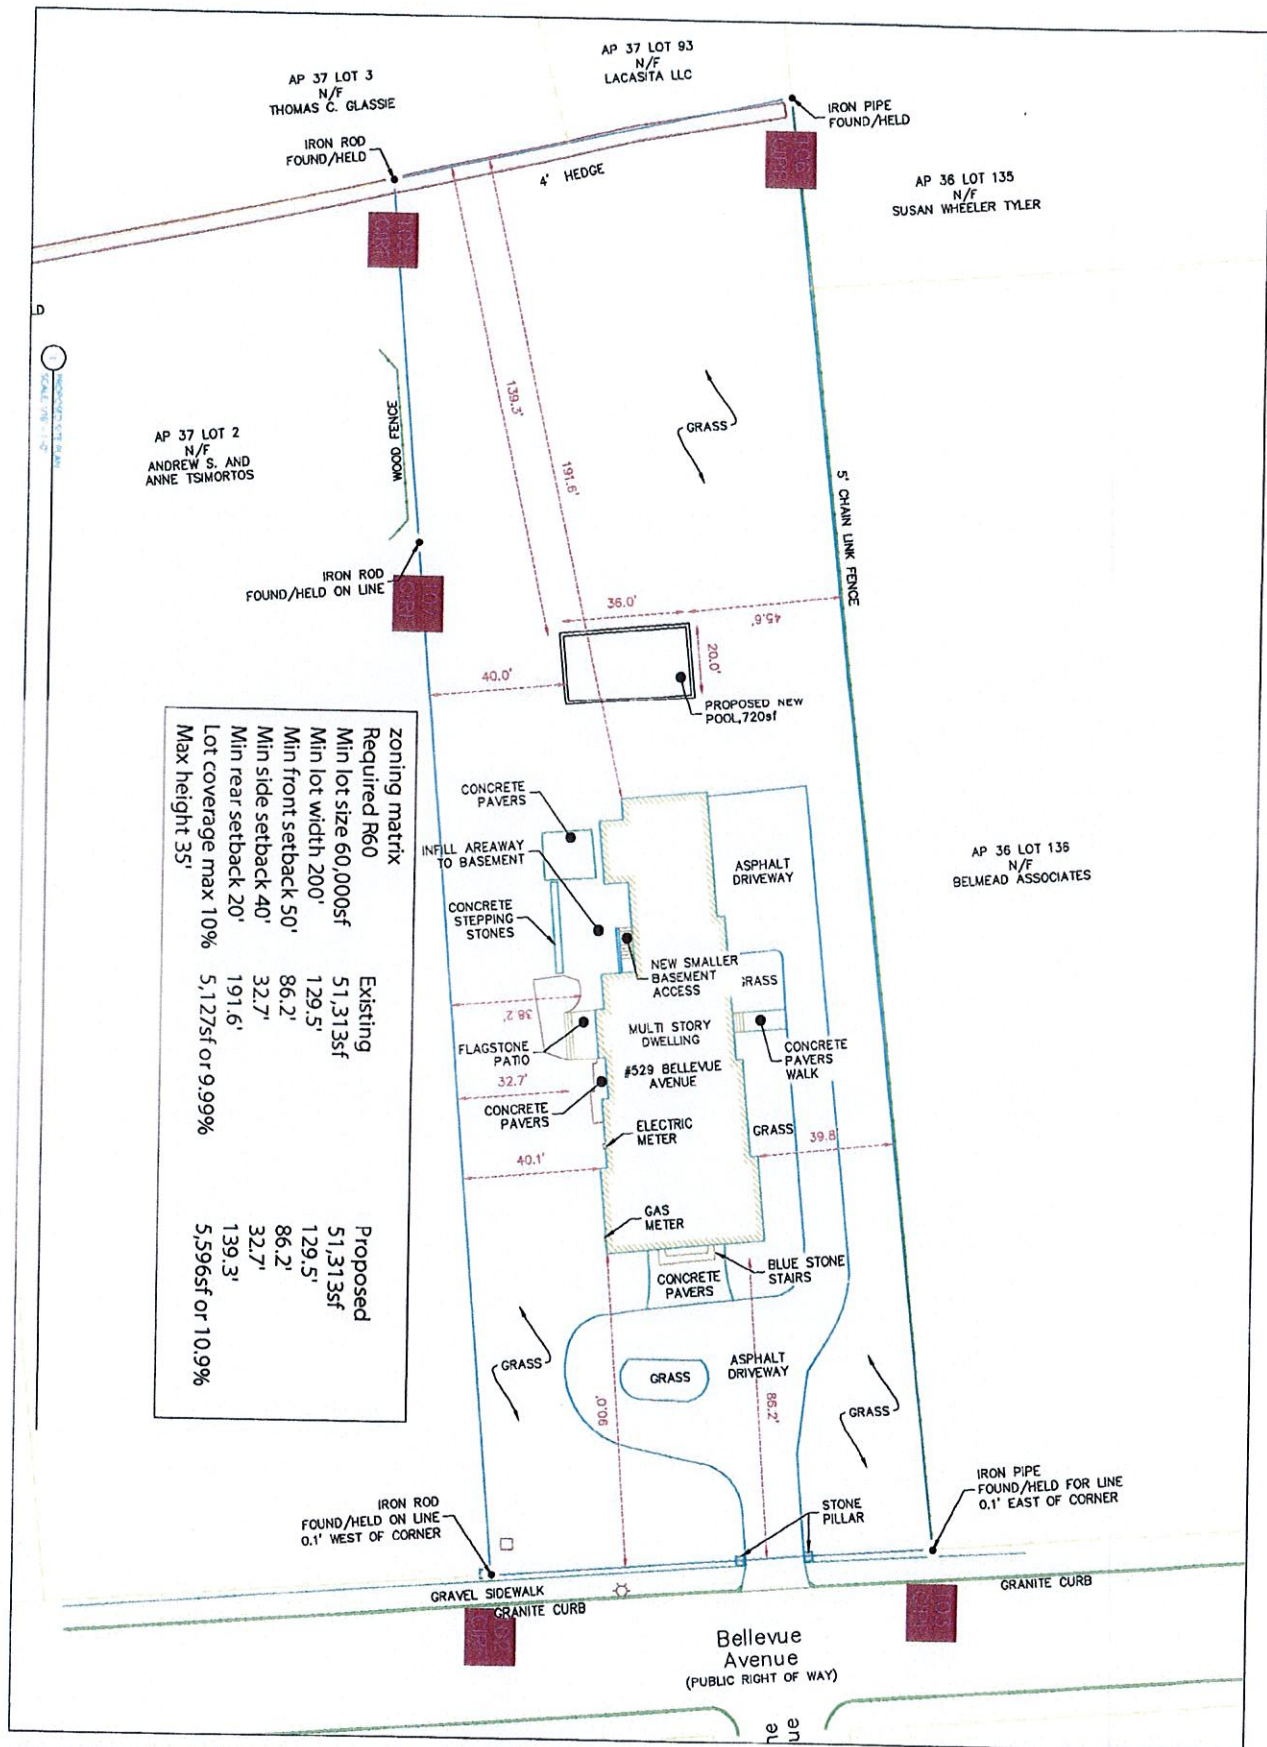 AP 37 LOT 93
N/F
LACASITA LLC
AP 37 LOT 3
N/F
THOMAS C. GLASSIE
IRON PIPE
FOUND/HELD
IRON ROD
FOUND/HELD
4' HEDGE
AP 36 LOT 135
N/F
SUSAN WHEELER TYLER
PROPOSED SITE PLAN
139.3'
191.6'
GRASS
WOOD FENCE
AP 37 LOT 2
N/F
ANDREW S. AND
ANNE TSIMORTOS
5' CHAIN LINK FENCE
IRON ROD
FOUND/HELD ON LINE
36.0'
45.6'
20.0'
40.0'
PROPOSED NEW
POOL,720sf
zoning matrix
Required R60
Existing
Proposed
Min lot size 60,000sf
51,313sf
51,313sf
Min lot width 200'
129.5'
129.5'
Min front setback 50'
86.2'
86.2'
Min side setback 40'
32.7'
32.7'
Min rear setback 20'
191.6'
139.3'
Lot coverage max 10%
5,127sf or 9.99%
5,596sf or 10.9%
Max height 35'
CONCRETE
PAVERS
INFILL AREAWAY
TO BASEMENT
CONCRETE
STEPPING
STONES
ASPHALT
DRIVEWAY
AP 36 LOT 136
N/F
BELMEAD ASSOCIATES
NEW SMALLER
BASEMENT
ACCESS
GRASS
38.2'
FLAGSTONE
PATIO
MULTI STORY
DWELLING
#529 BELLEVUE
AVENUE
CONCRETE
PAVERS
WALK
32.7'
CONCRETE
PAVERS
ELECTRIC
METER
GRASS
39.8
40.1'
GAS
METER
BLUE STONE
STAIRS
CONCRETE
PAVERS
GRASS
GRASS
ASPHALT
DRIVEWAY
86.2'
90.0'
GRASS
IRON ROD
FOUND/HELD ON LINE
0.1' WEST OF CORNER
STONE
PILLAR
IRON PIPE
FOUND/HELD FOR LINE
0.1' EAST OF CORNER
GRAVEL SIDEWALK
GRANITE CURB
GRANITE CURB
Bellevue
Avenue
(PUBLIC RIGHT OF WAY)